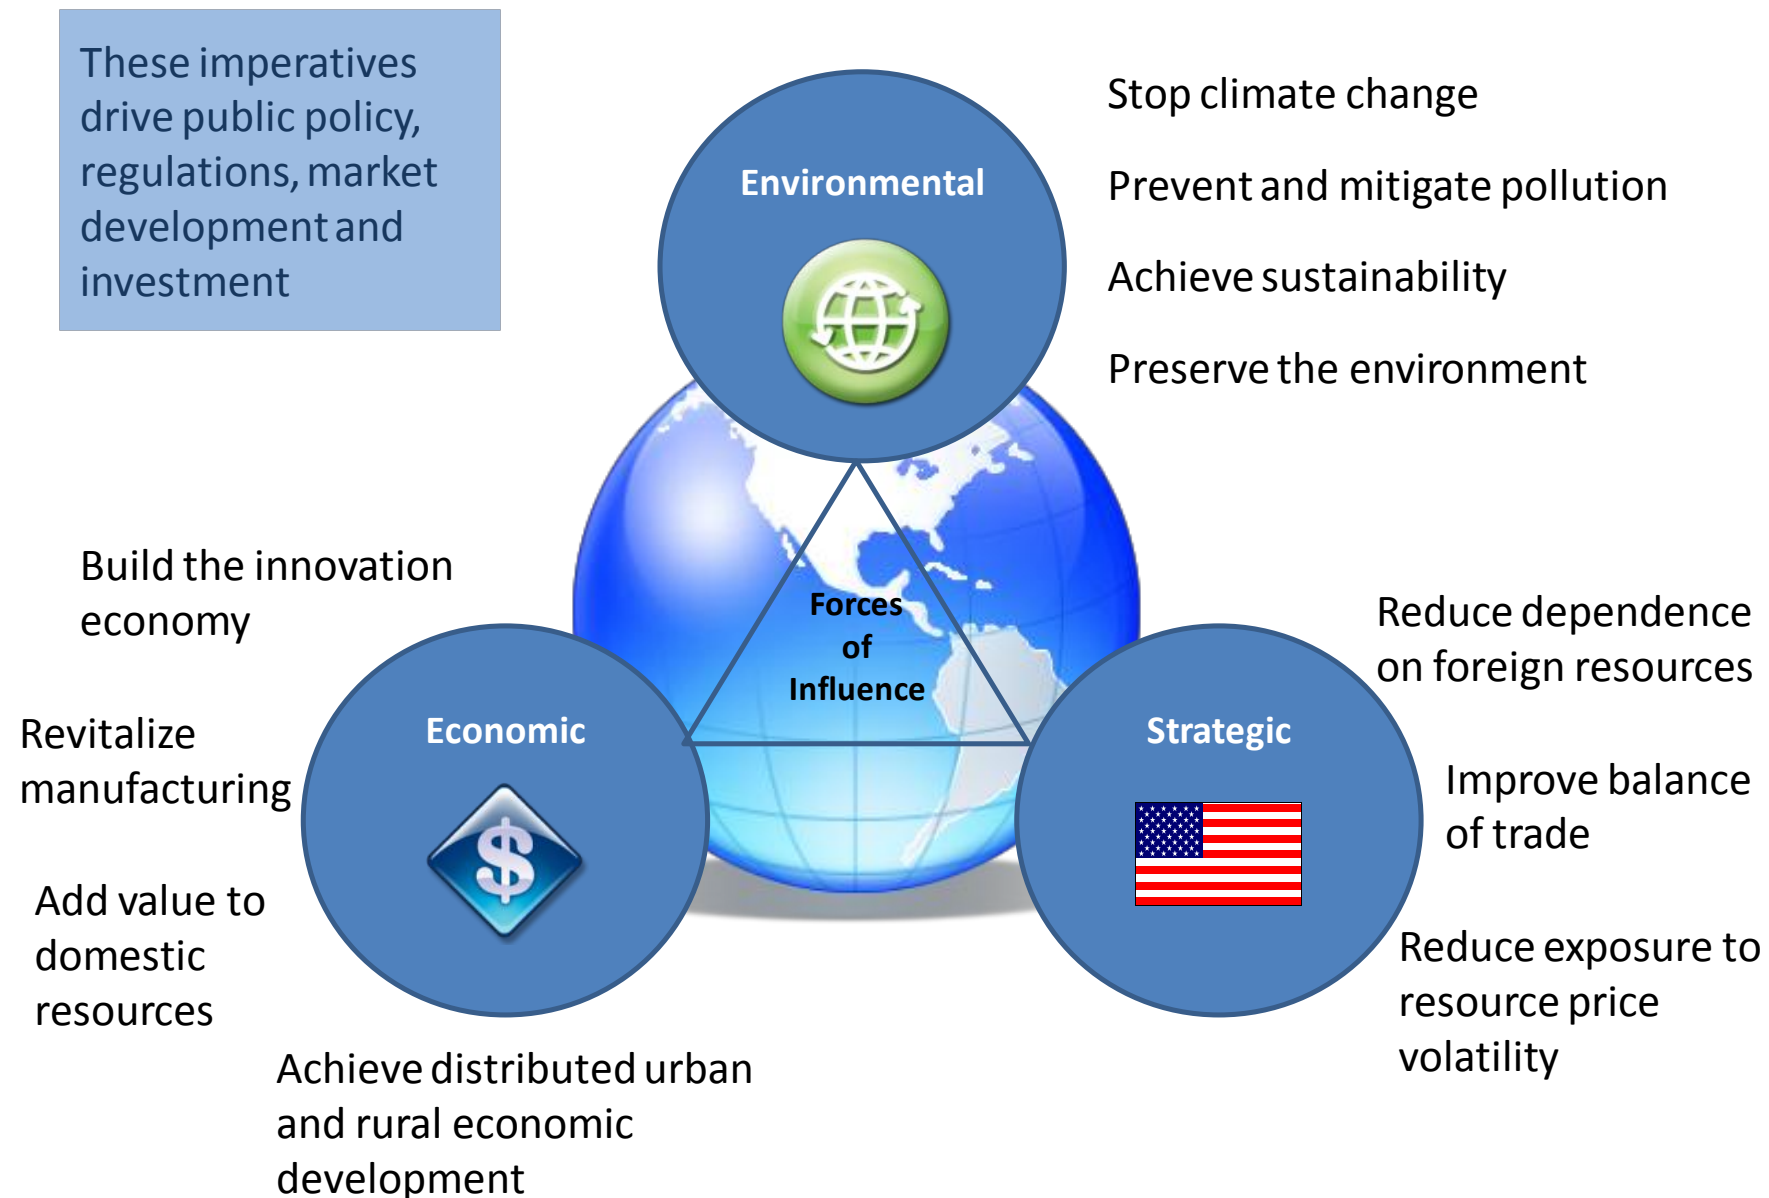 These imperatives
drive public policy,
regulations, market
development and
investment
Environmental
Stop climate change
Prevent and mitigate pollution
Achieve sustainability
Preserve the environment
Forces
of
Influence
Build the innovation
economy
Revitalize
manufacturing
Add value to
domestic
resources
Achieve distributed urban
and rural economic
development
Economic
$
Strategic
Reduce dependence
on foreign resources
Improve balance
of trade
Reduce exposure to
resource price
volatility